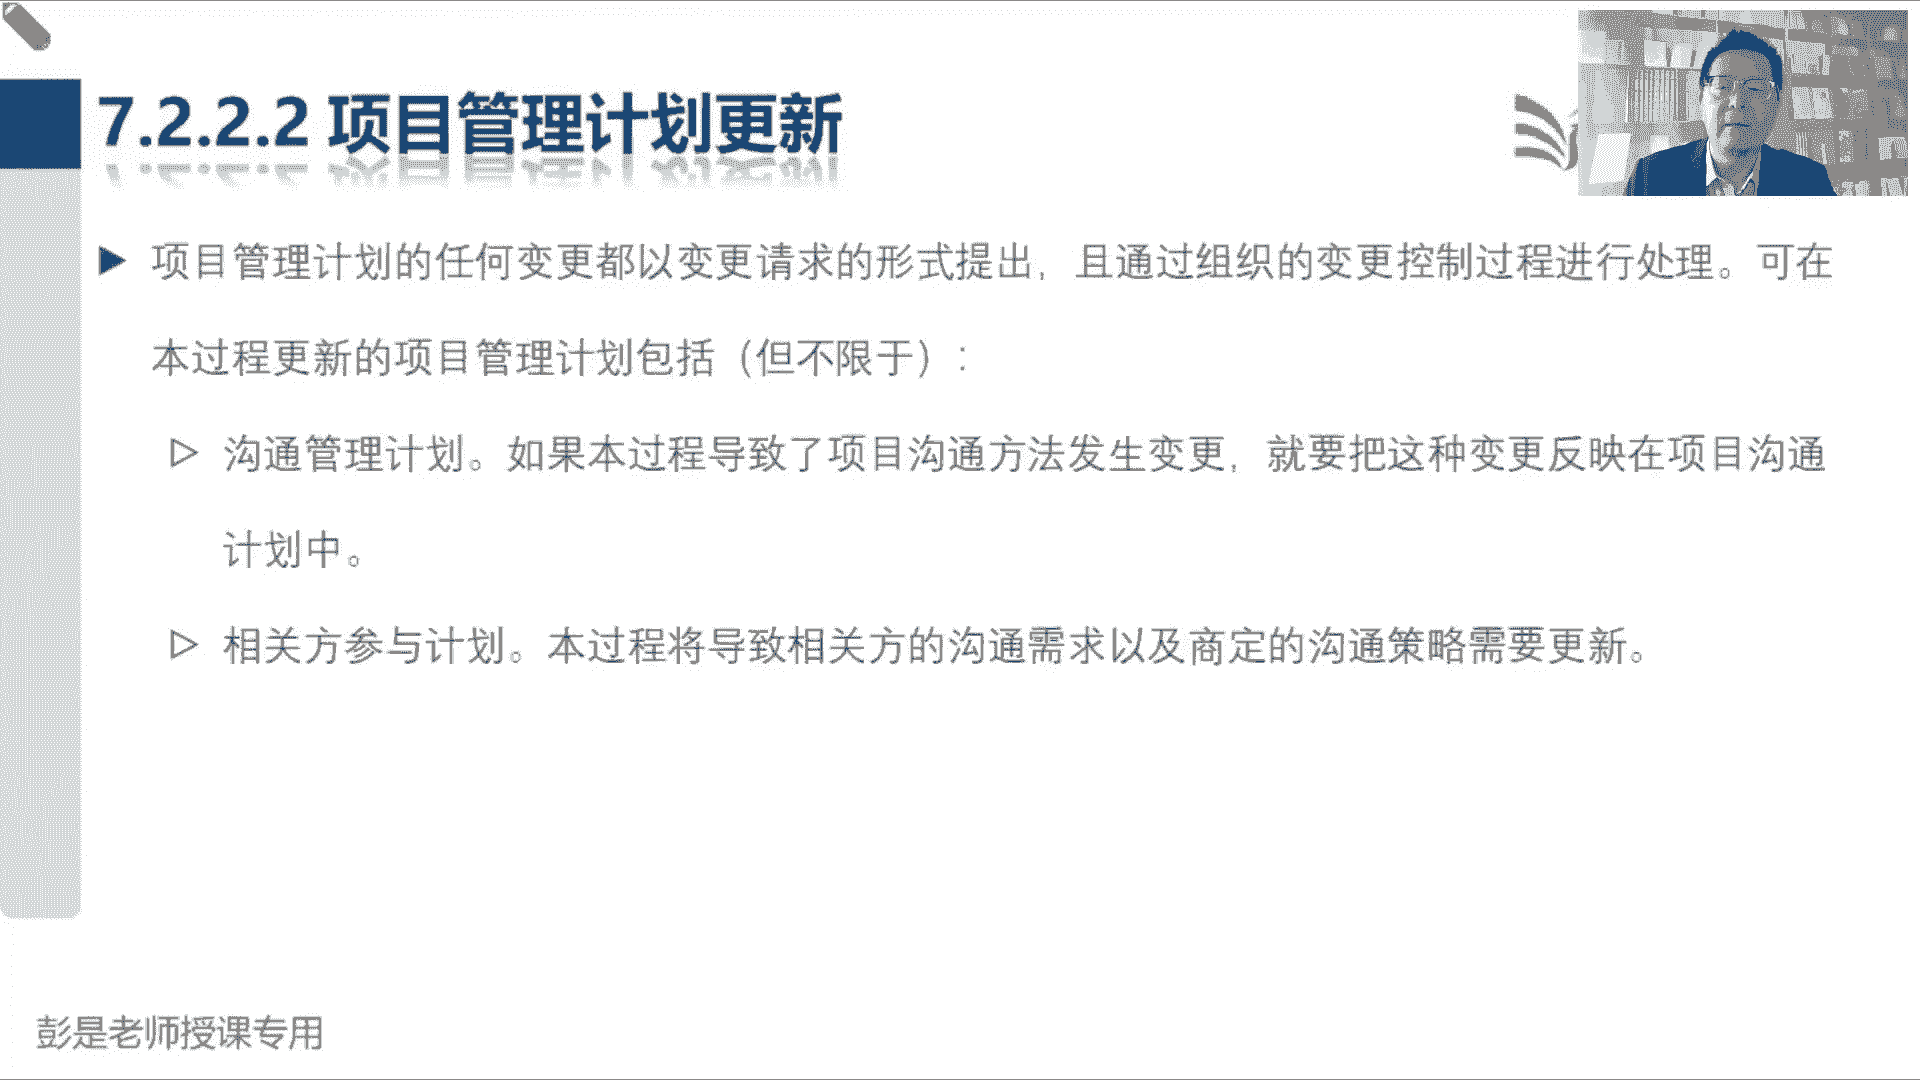 7.2.2.2 项目管理计划更新
项目管理计划的任何变更都以变更请求的形式提出，且通过组织的变更控制过程进行处理。可在
本过程更新的项目管理计划包括（但不限于）：
沟通管理计划。如果本过程导致了项目沟通方法发生变更，就要把这种变更反映在项目沟通
计划中。
相关方参与计划。本过程将导致相关方的沟通需求以及商定的沟通策略需要更新。
彭是老师授课专用